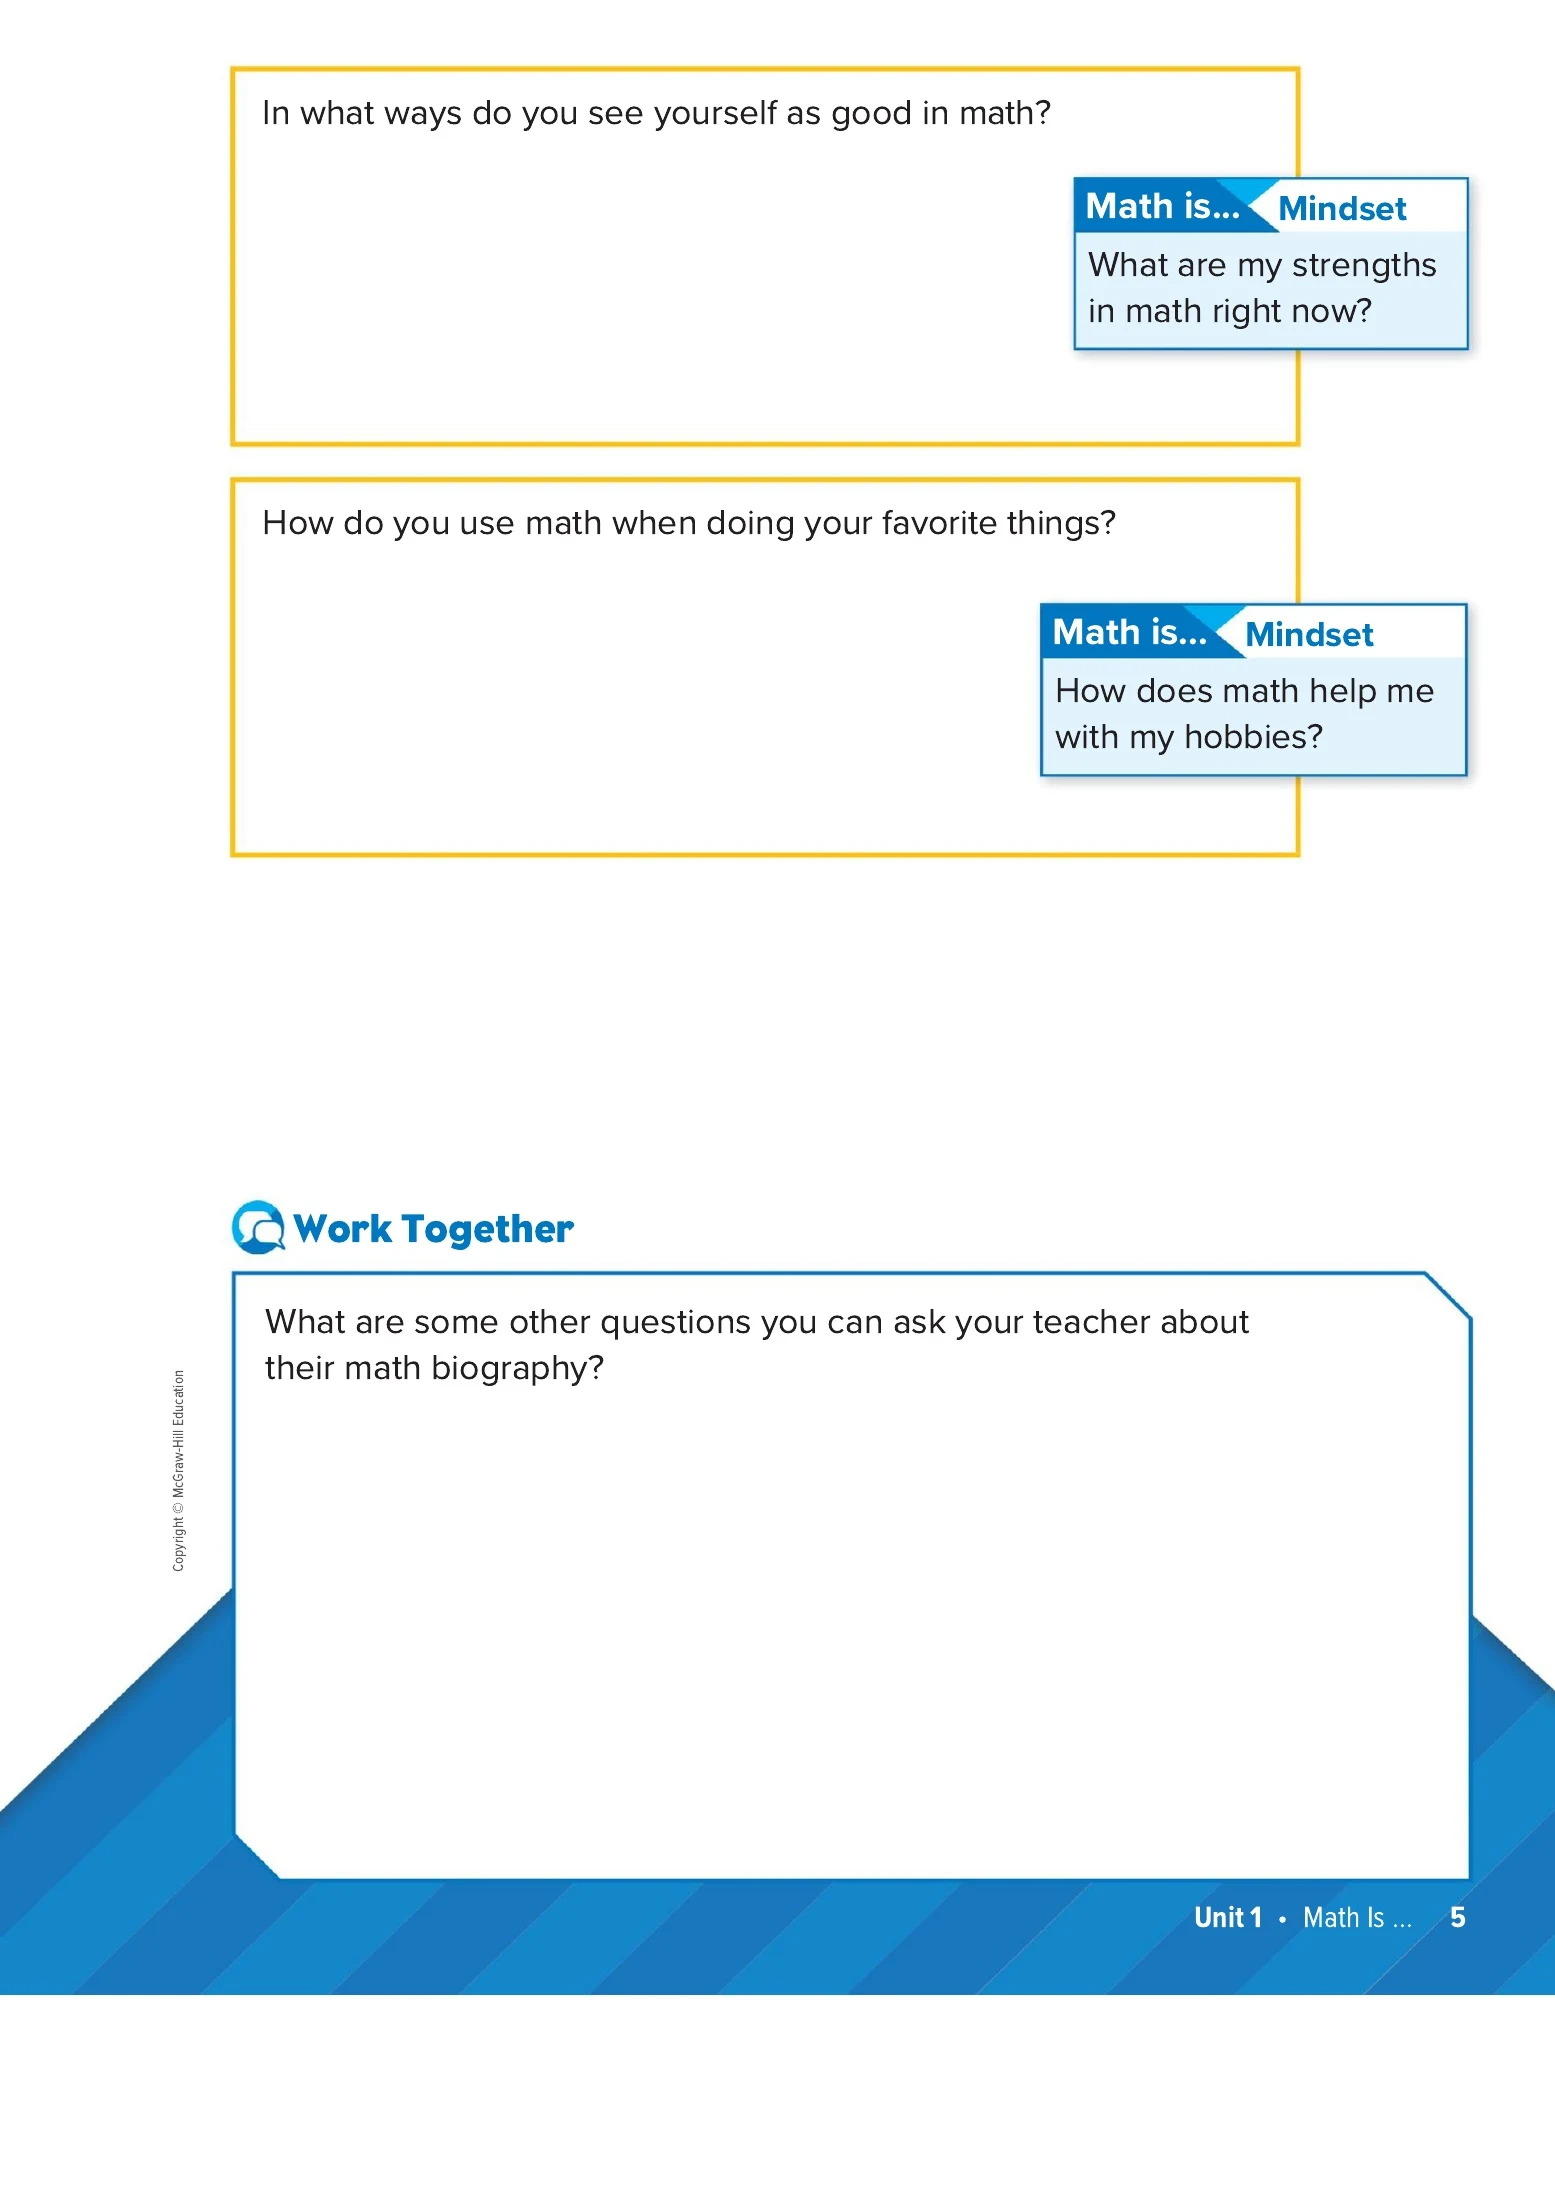 In what ways do you see yourself as good in math?
Math is... Mindset
What are my strengths
in math right now?
How do you use math when doing your favorite things?
Math is... Mindset
How does math help me
with my hobbies?
Work Together
What are some other questions you can ask your teacher about
their math biography?
Copyright © McGraw-Hill Education
Unit 1 • Math Is ... 5